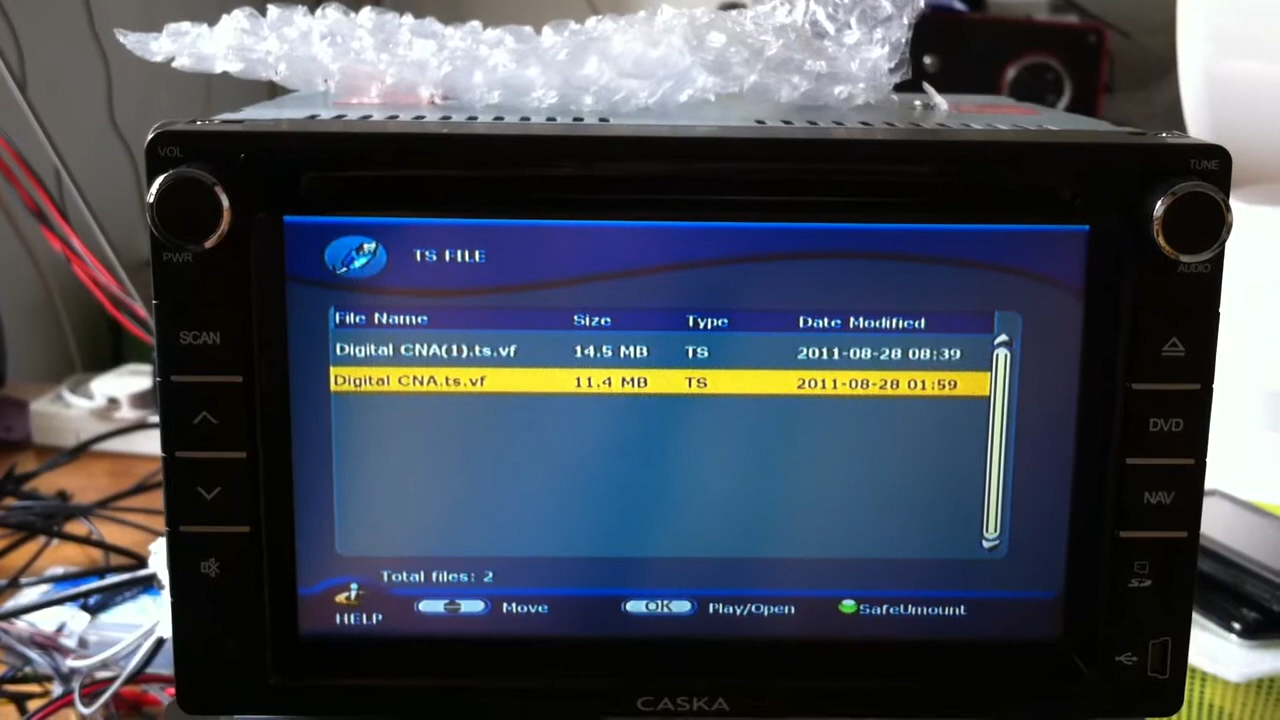 VOL
TUNE
PWR
AUDIO
SCAN
DVD
NAV
TS FILE
File Name Size Type Date Modified
Digital CNA(1).ts.vf 14.5 MB TS 2011-08-28 08:39
Digital CNA.ts.vf 11.4 MB TS 2011-08-28 01:59
Total files: 2
HELP Move OK Play/Open SafeUmount
SD
CASKA